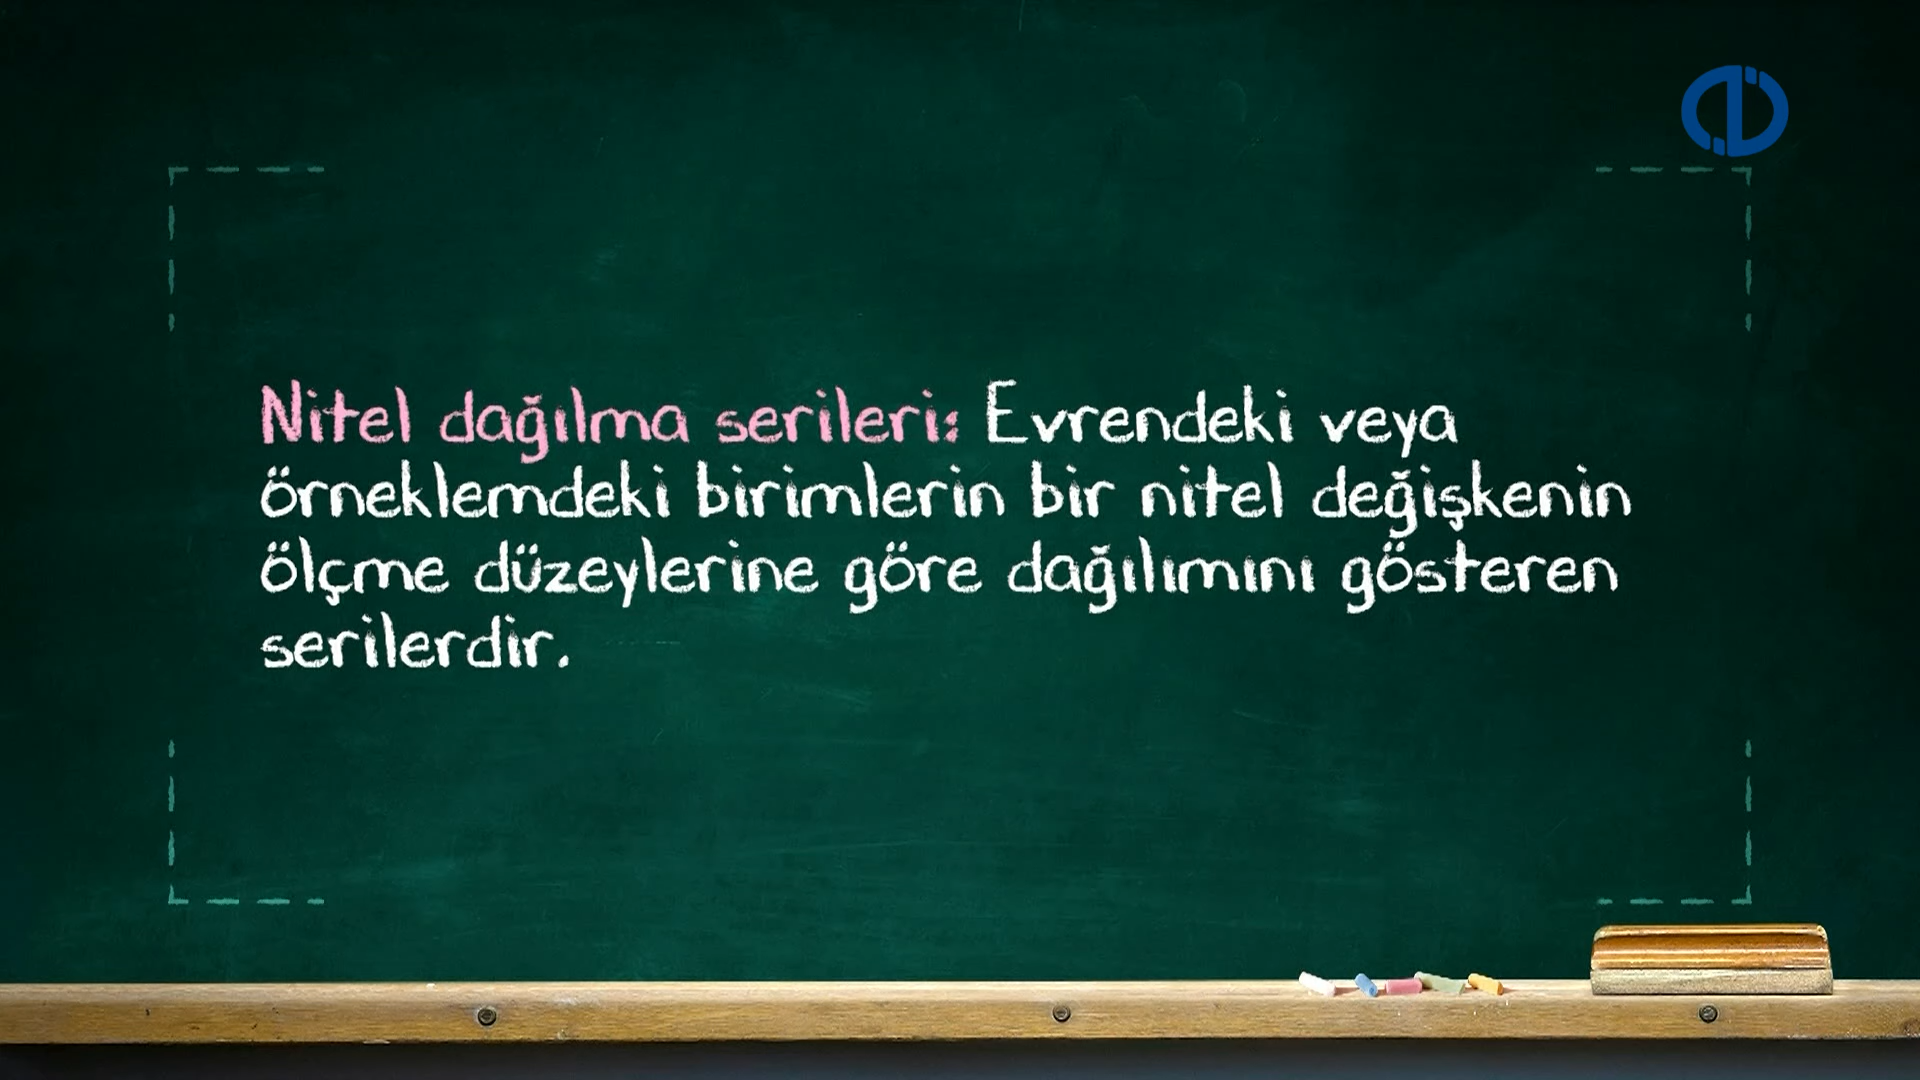 Nitel dağılma serileri: Evrendeki veya
örneklemdeki birimlerin bir nitel değişkenin
ölçme düzeylerine göre dağılımını gösteren
serilerdir.